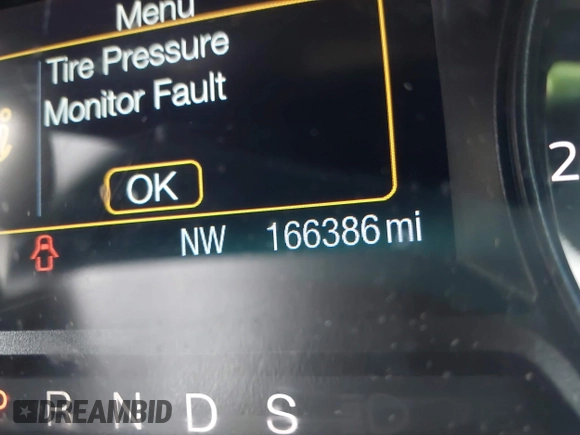 Menu
Tire Pressure
Monitor Fault
OK
NW 166386 mi
2
P R N D S
DREAMBID